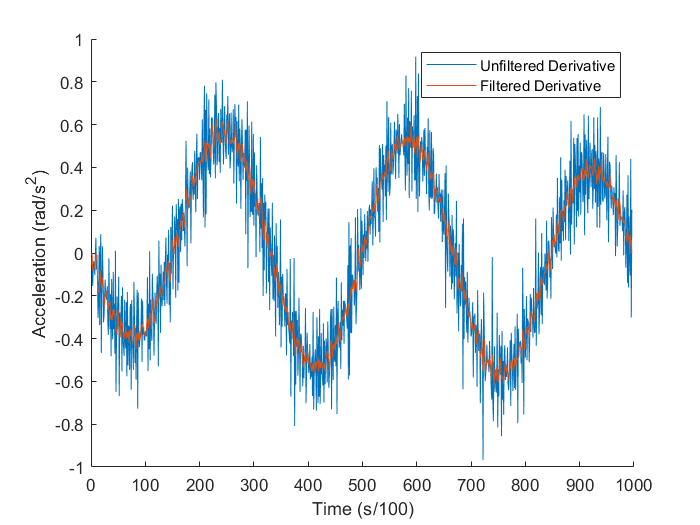 1
0.8
0.6
0.4
0.2
0
-0.2
-0.4
-0.6
-0.8
-1
Acceleration (rad/s²)
Unfiltered Derivative
Filtered Derivative
0 100 200 300 400 500 600 700 800 900 1000
Time (s/100)